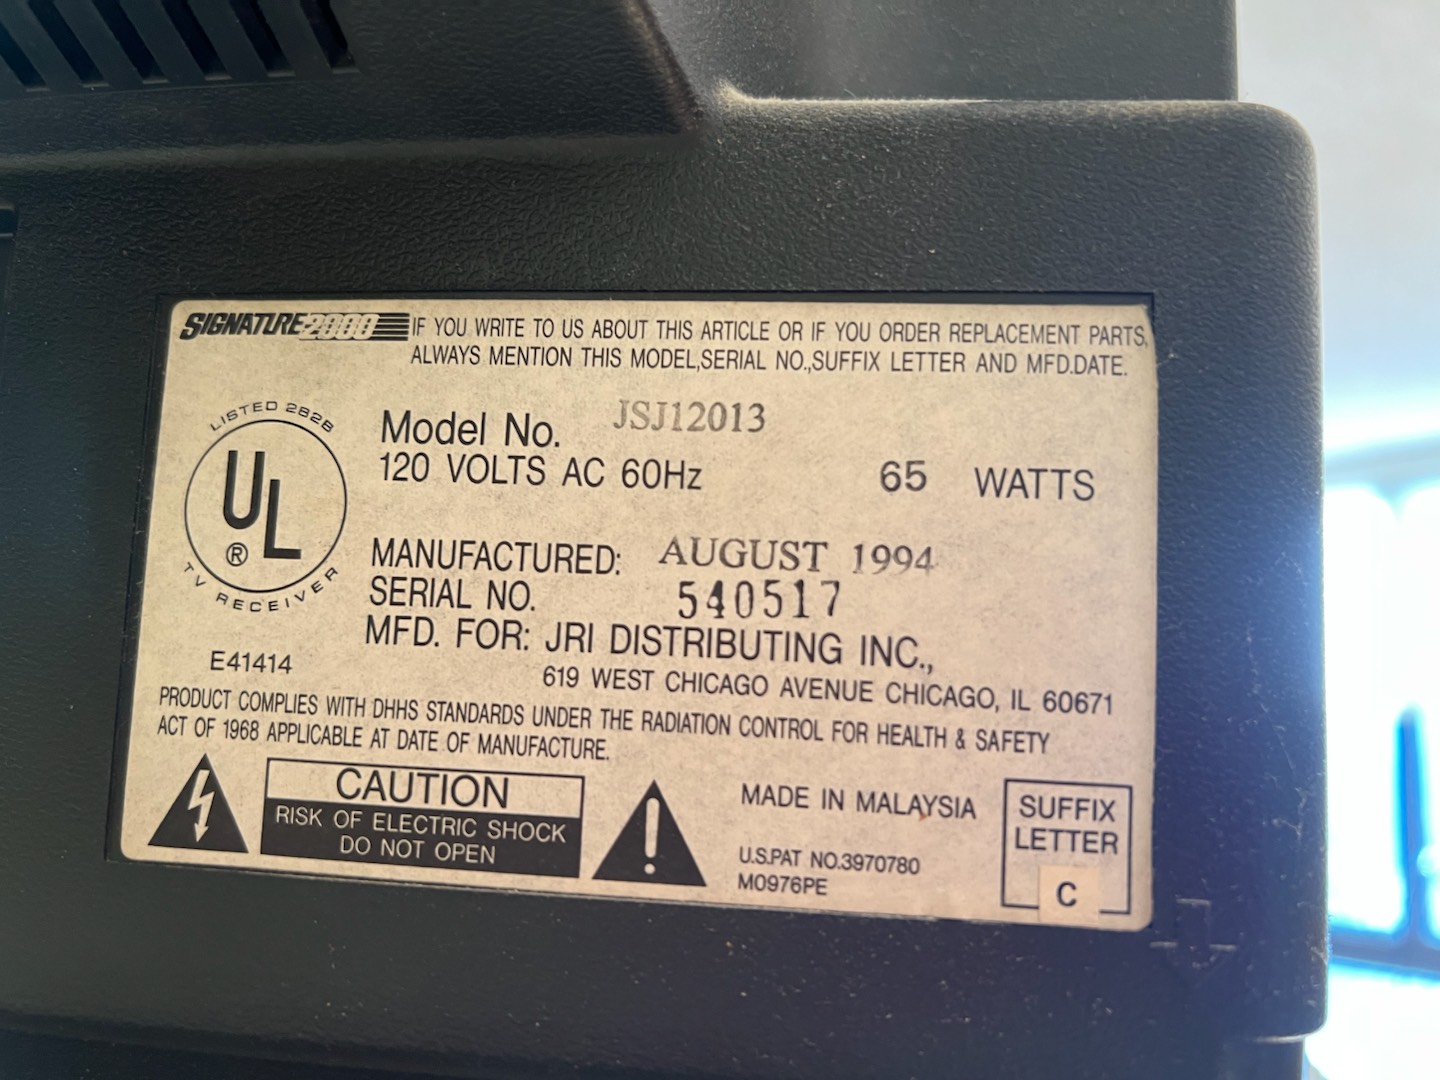 SIGNATURE 2000 IF YOU WRITE TO US ABOUT THIS ARTICLE OR IF YOU ORDER REPLACEMENT PARTS,
ALWAYS MENTION THIS MODEL,SERIAL NO.,SUFFIX LETTER AND MFD.DATE.
LISTED 2828
UL
®
TV RECEIVER
E41414
Model No. JSJ12013
120 VOLTS AC 60Hz 65 WATTS
MANUFACTURED: AUGUST 1994
SERIAL NO. 540517
MFD. FOR: JRI DISTRIBUTING INC.,
619 WEST CHICAGO AVENUE CHICAGO, IL 60671
PRODUCT COMPLIES WITH DHHS STANDARDS UNDER THE RADIATION CONTROL FOR HEALTH & SAFETY
ACT OF 1968 APPLICABLE AT DATE OF MANUFACTURE.
CAUTION
RISK OF ELECTRIC SHOCK
DO NOT OPEN
!
MADE IN MALAYSIA
U.S.PAT NO.3970780
M0976PE
SUFFIX
LETTER
C